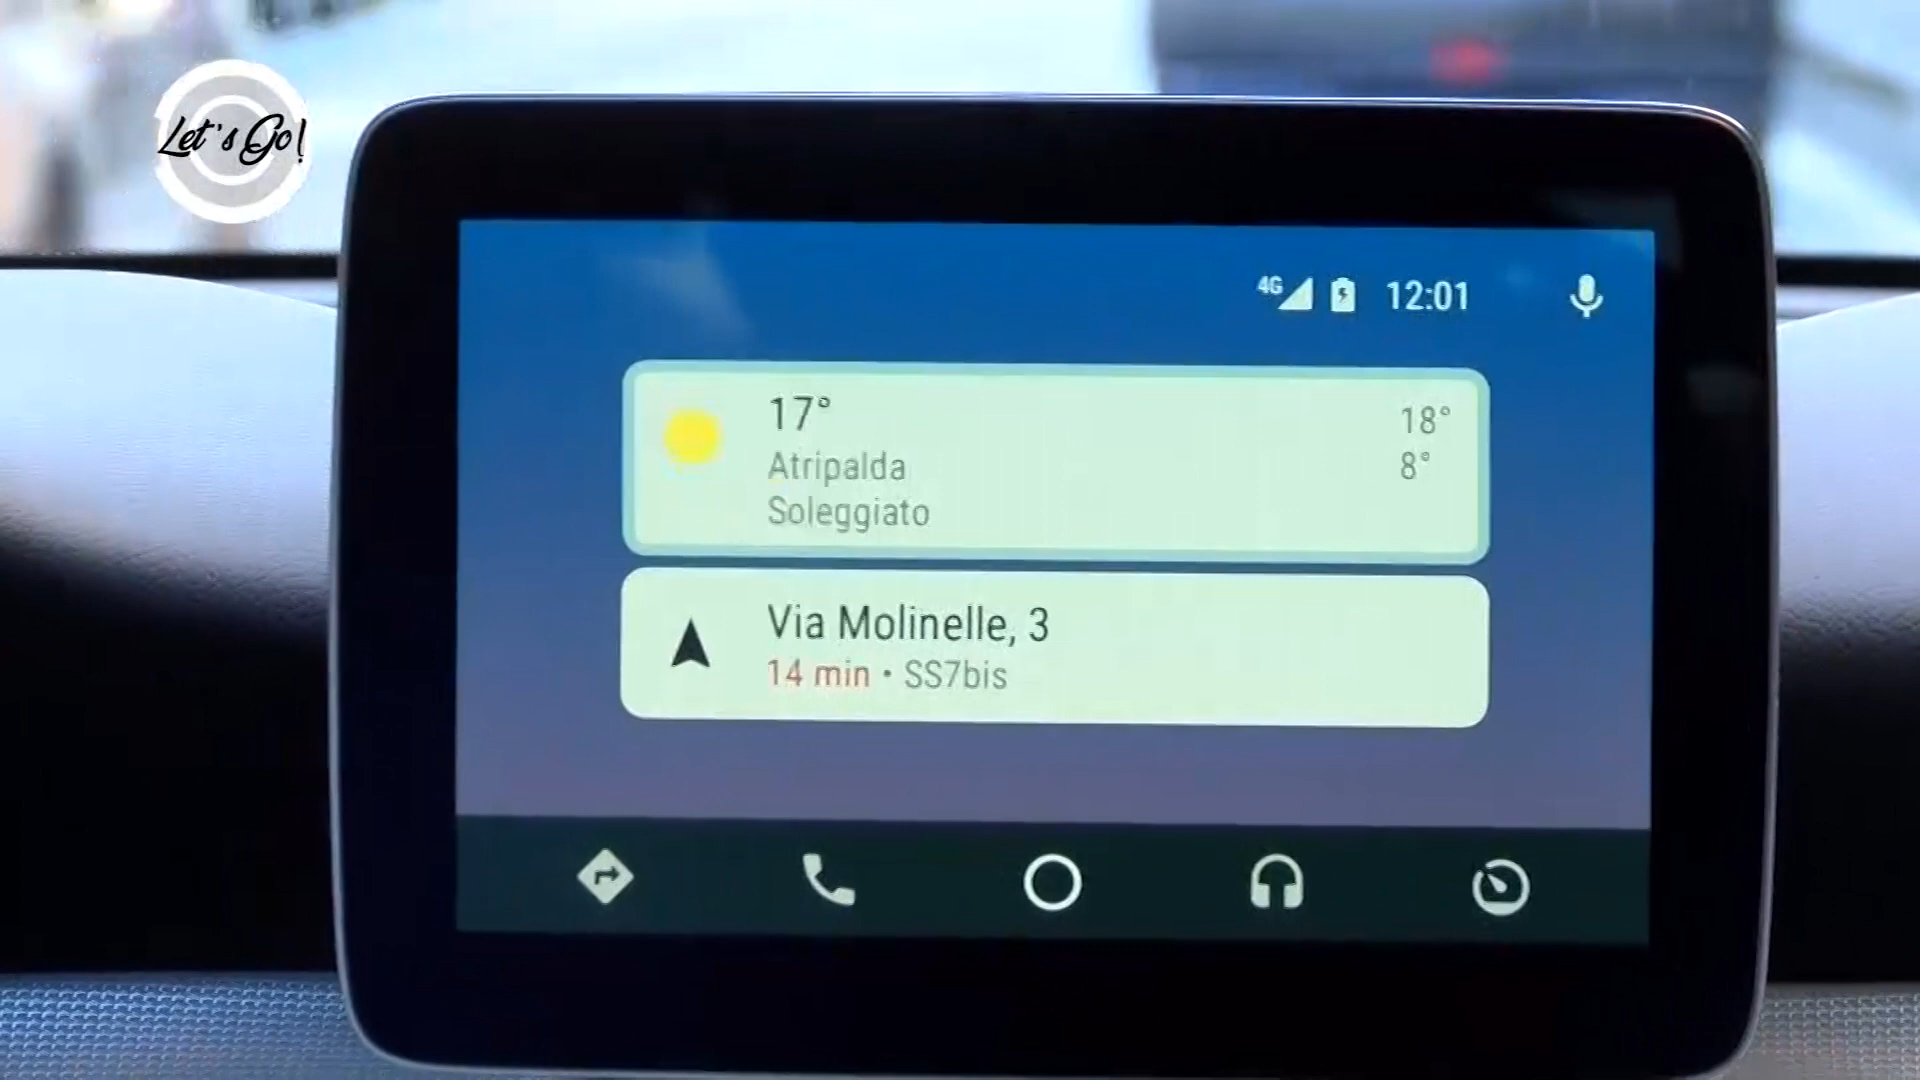 Let's Go!
4G 12:01
17° 18°
Atripalda 8°
Soleggiato
Via Molinelle, 3
14 min • SS7bis